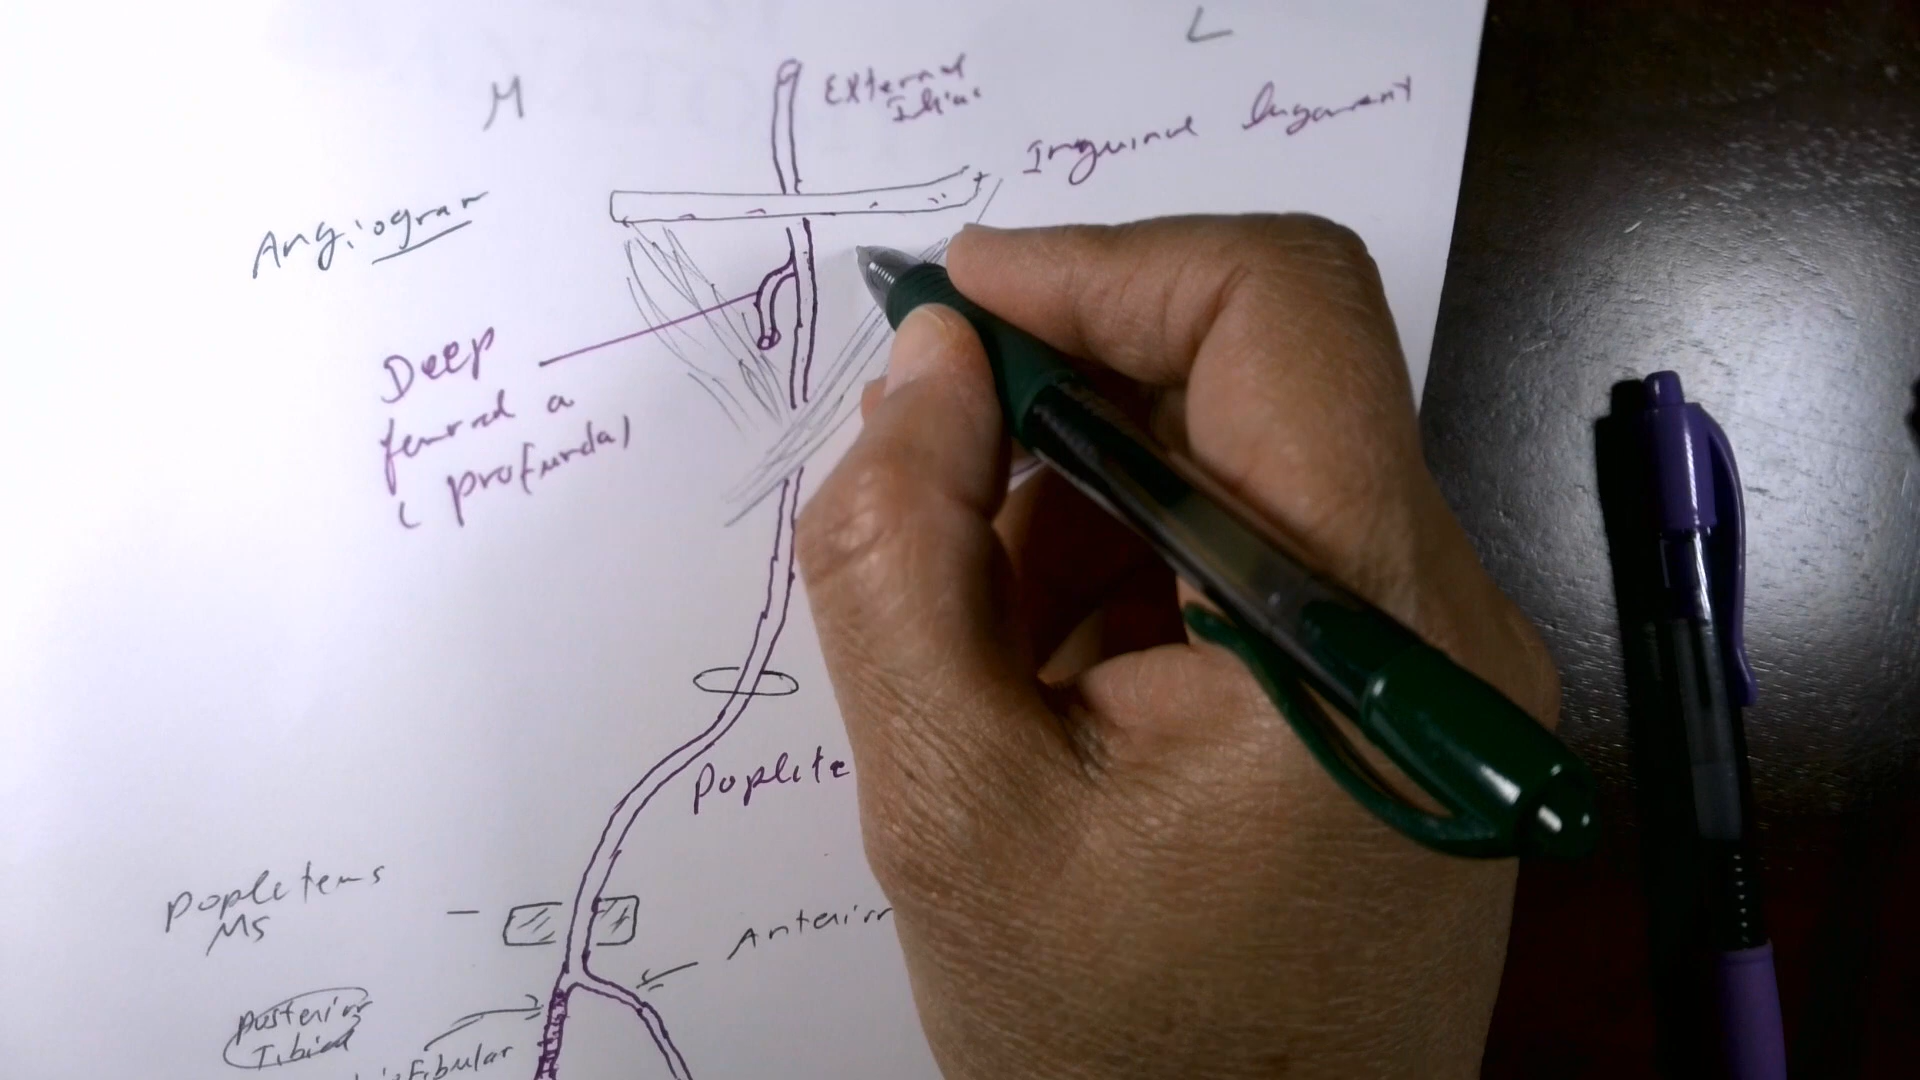 L
M
External
Iliac
Inguinal ligament
Angiogram
Deep
femoral a
( profunda)
Poplite
Popliteus
Ms
Anterior
Posterior
Tibial
Fibular